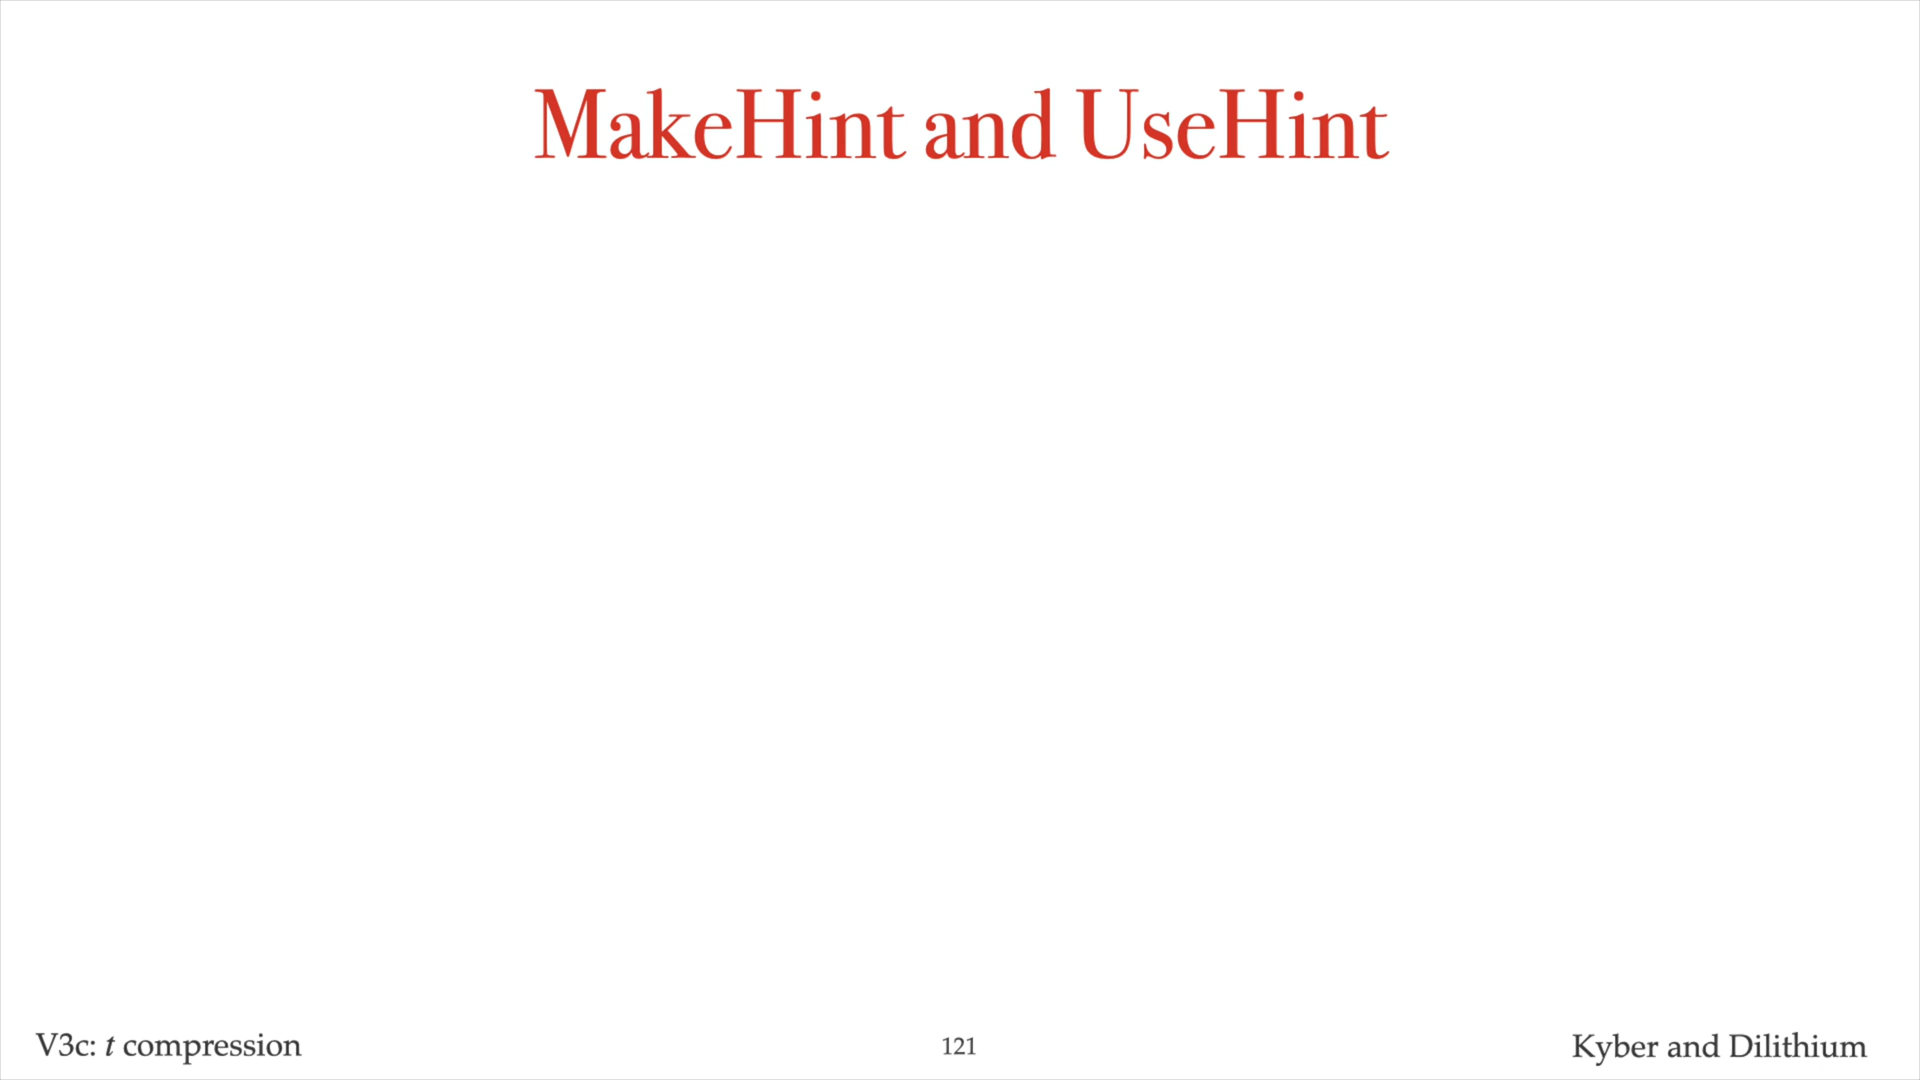 MakeHint and UseHint
V3c: t compression
121
Kyber and Dilithium